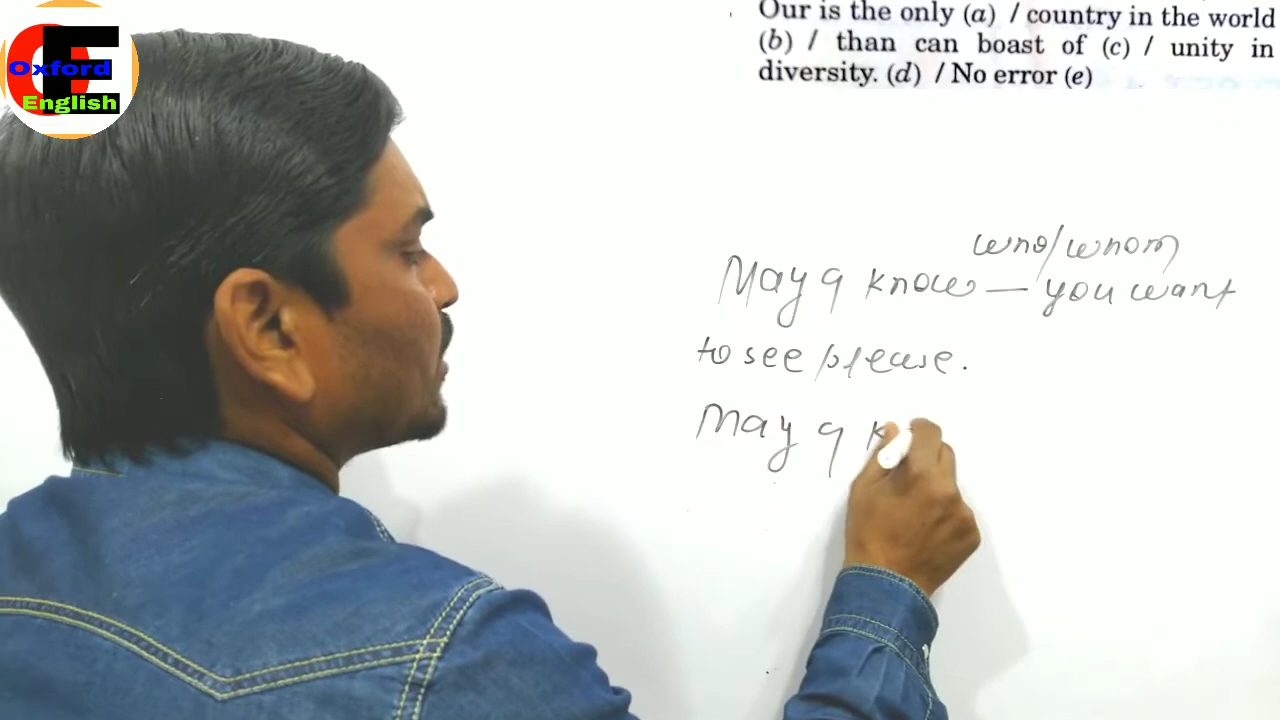 Oxford
English
Our is the only (a) / country in the world
(b) / than can boast of (c) / unity in
diversity. (d) / No error (e)
who/whom
May I know — you want
to see please.
May I k